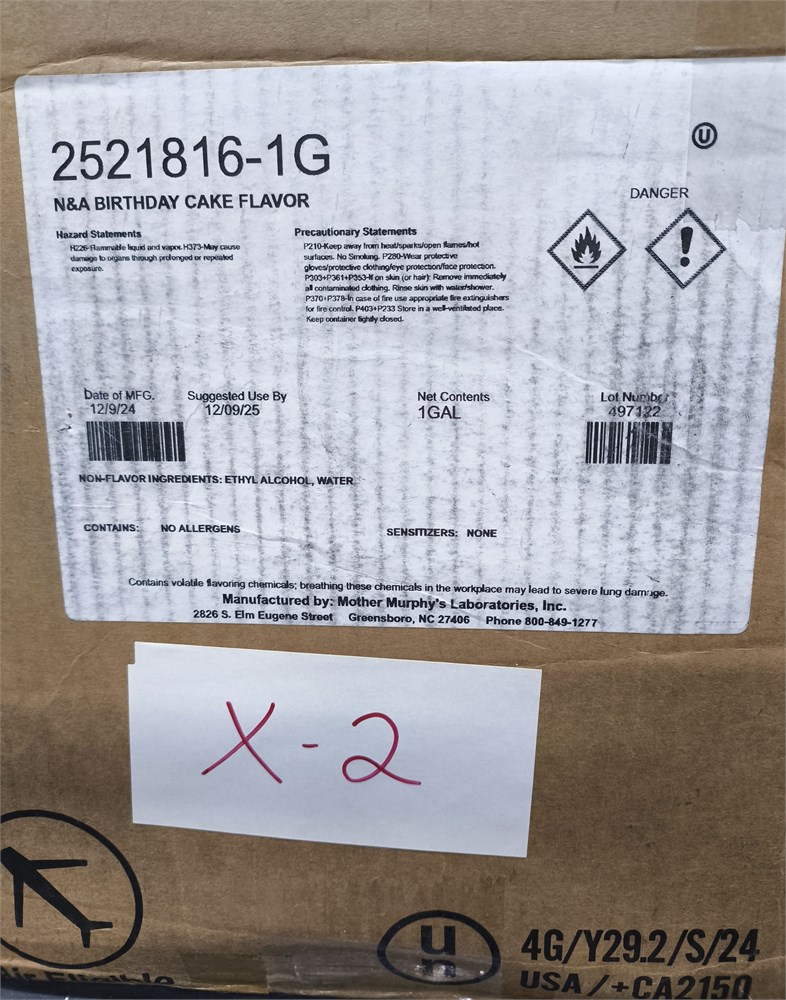 2521816-1G
U
N&A BIRTHDAY CAKE FLAVOR
DANGER
Hazard Statements
H226-Flammable liquid and vapor. H373-May cause
damage to organs through prolonged or repeated
exposure.
Precautionary Statements
P210-Keep away from heat/sparks/open flames/hot
surfaces. No Smoking. P280-Wear protective
gloves/protective clothing/eye protection/face protection.
P303+P361+P353-If on skin (or hair): Remove immediately
all contaminated clothing. Rinse skin with water/shower.
P370+P378-In case of fire use appropriate fire extinguishers
for fire control. P403+P233 Store in a well-ventilated place.
Keep container tightly closed.
Date of MFG.
12/9/24
Suggested Use By
12/09/25
Net Contents
1GAL
Lot Number
497122
NON-FLAVOR INGREDIENTS: ETHYL ALCOHOL, WATER
CONTAINS: NO ALLERGENS
SENSITIZERS: NONE
Contains volatile flavoring chemicals; breathing these chemicals in the workplace may lead to severe lung damage.
Manufactured by: Mother Murphy's Laboratories, Inc.
2826 S. Elm Eugene Street Greensboro, NC 27406 Phone 800-849-1277
X-2
Air Eligible
un
4G/Y29.2/S/24
USA/+CA2150